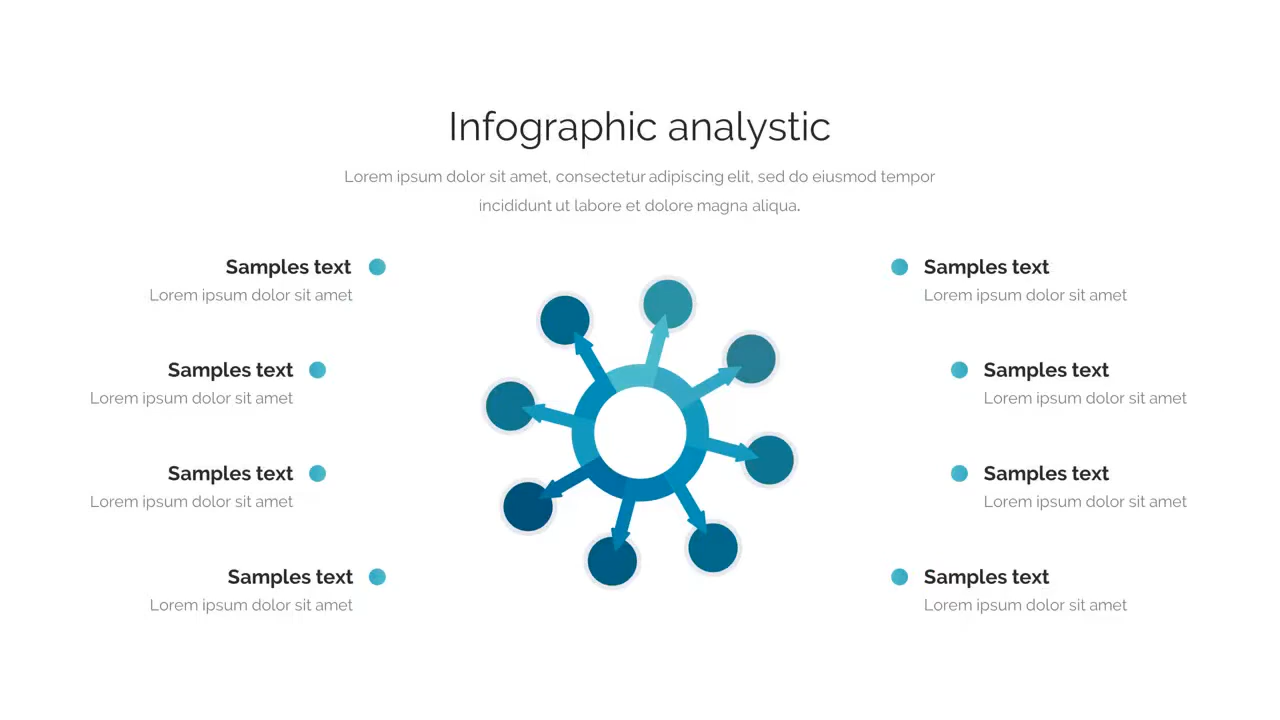 Infographic analystic
Lorem ipsum dolor sit amet, consectetur adipiscing elit, sed do eiusmod tempor
incididunt ut labore et dolore magna aliqua.
Samples text
Lorem ipsum dolor sit amet
Samples text
Lorem ipsum dolor sit amet
Samples text
Lorem ipsum dolor sit amet
Samples text
Lorem ipsum dolor sit amet
Samples text
Lorem ipsum dolor sit amet
Samples text
Lorem ipsum dolor sit amet
Samples text
Lorem ipsum dolor sit amet
Samples text
Lorem ipsum dolor sit amet